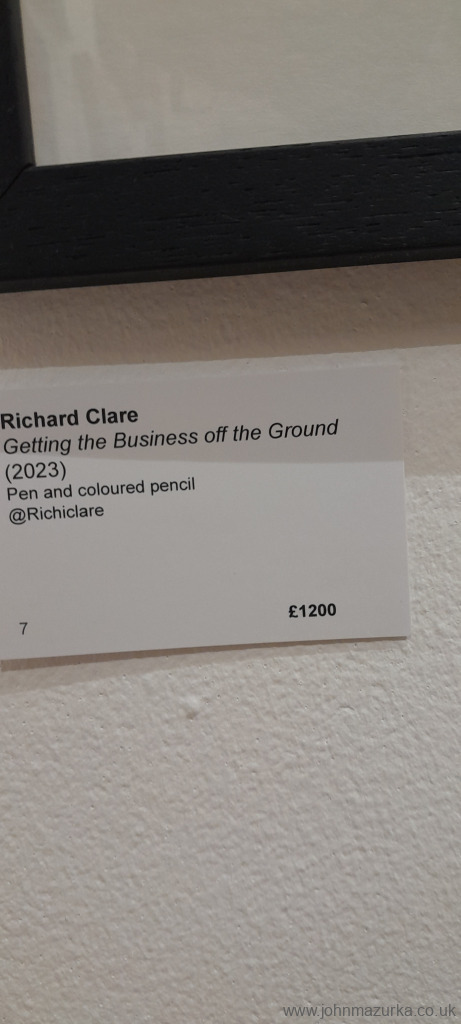 Richard Clare
Getting the Business off the Ground
(2023)
Pen and coloured pencil
@Richiclare
£1200
7
www.johnmazurka.co.uk